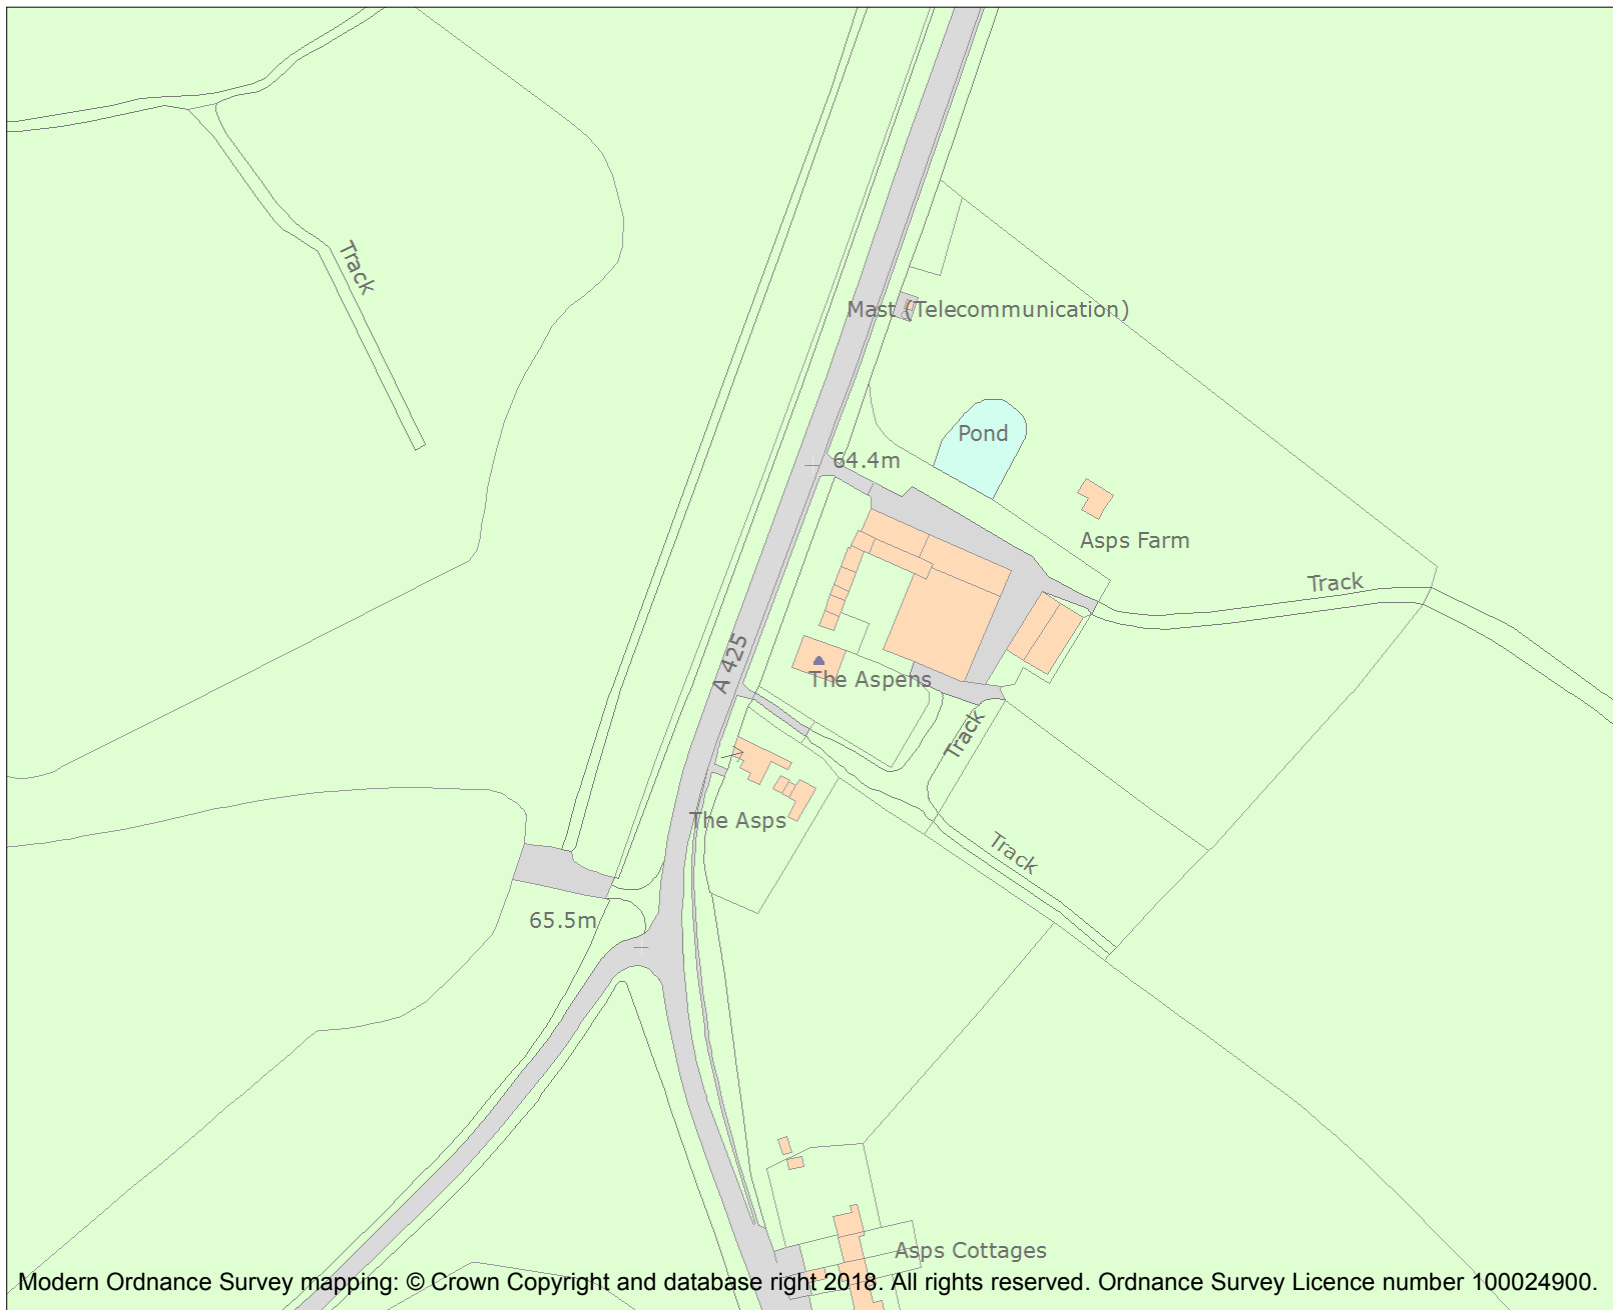 Track
Mast (Telecommunication)
Pond
64.4m
Asps Farm
Track
A 425
The Aspens
Track
The Asps
Track
65.5m
Asps Cottages
Modern Ordnance Survey mapping: © Crown Copyright and database right 2018. All rights reserved. Ordnance Survey Licence number 100024900.